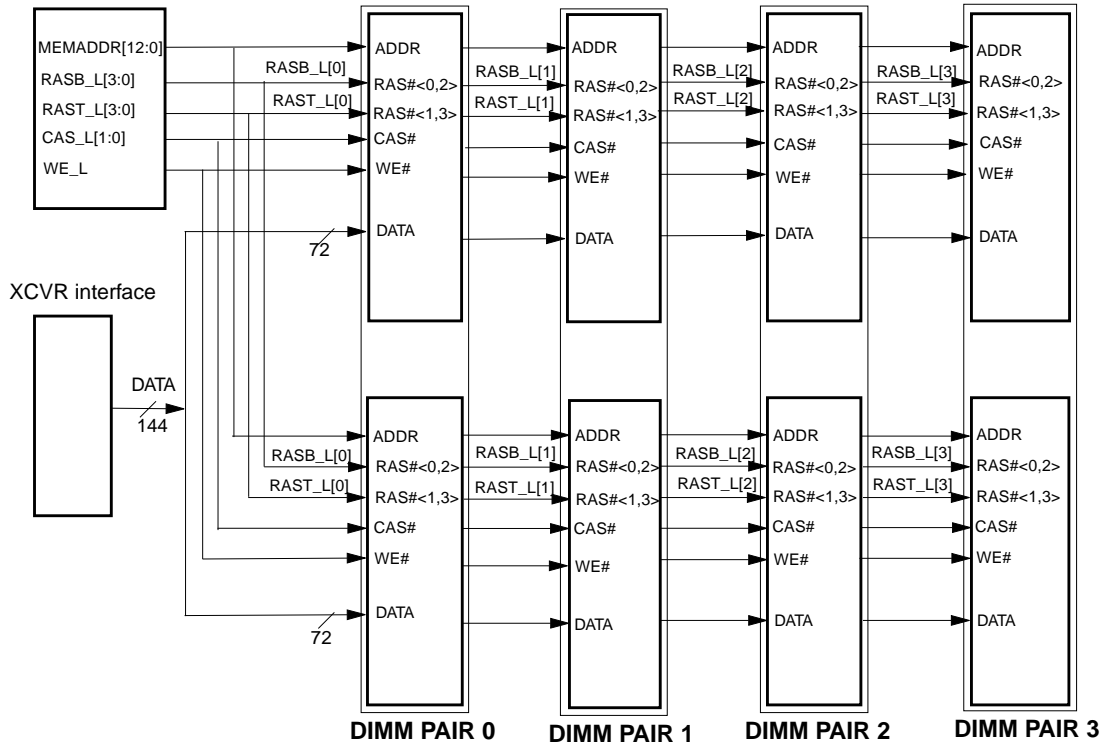 MEMADDR[12:0]
RASB_L[3:0]
RAST_L[3:0]
CAS_L[1:0]
WE_L
RASB_L[0]
RAST_L[0]
72
ADDR
RAS#<0,2>
RAS#<1,3>
CAS#
WE#
DATA
RASB_L[1]
RAST_L[1]
ADDR
RAS#<0,2>
RAS#<1,3>
CAS#
WE#
DATA
RASB_L[2]
RAST_L[2]
ADDR
RAS#<0,2>
RAS#<1,3>
CAS#
WE#
DATA
RASB_L[3]
RAST_L[3]
ADDR
RAS#<0,2>
RAS#<1,3>
CAS#
WE#
DATA
XCVR interface
DATA
144
RASB_L[0]
RAST_L[0]
72
ADDR
RAS#<0,2>
RAS#<1,3>
CAS#
WE#
DATA
RASB_L[1]
RAST_L[1]
ADDR
RAS#<0,2>
RAS#<1,3>
CAS#
WE#
DATA
RASB_L[2]
RAST_L[2]
ADDR
RAS#<0,2>
RAS#<1,3>
CAS#
WE#
DATA
RASB_L[3]
RAST_L[3]
ADDR
RAS#<0,2>
RAS#<1,3>
CAS#
WE#
DATA
DIMM PAIR 0
DIMM PAIR 1
DIMM PAIR 2
DIMM PAIR 3